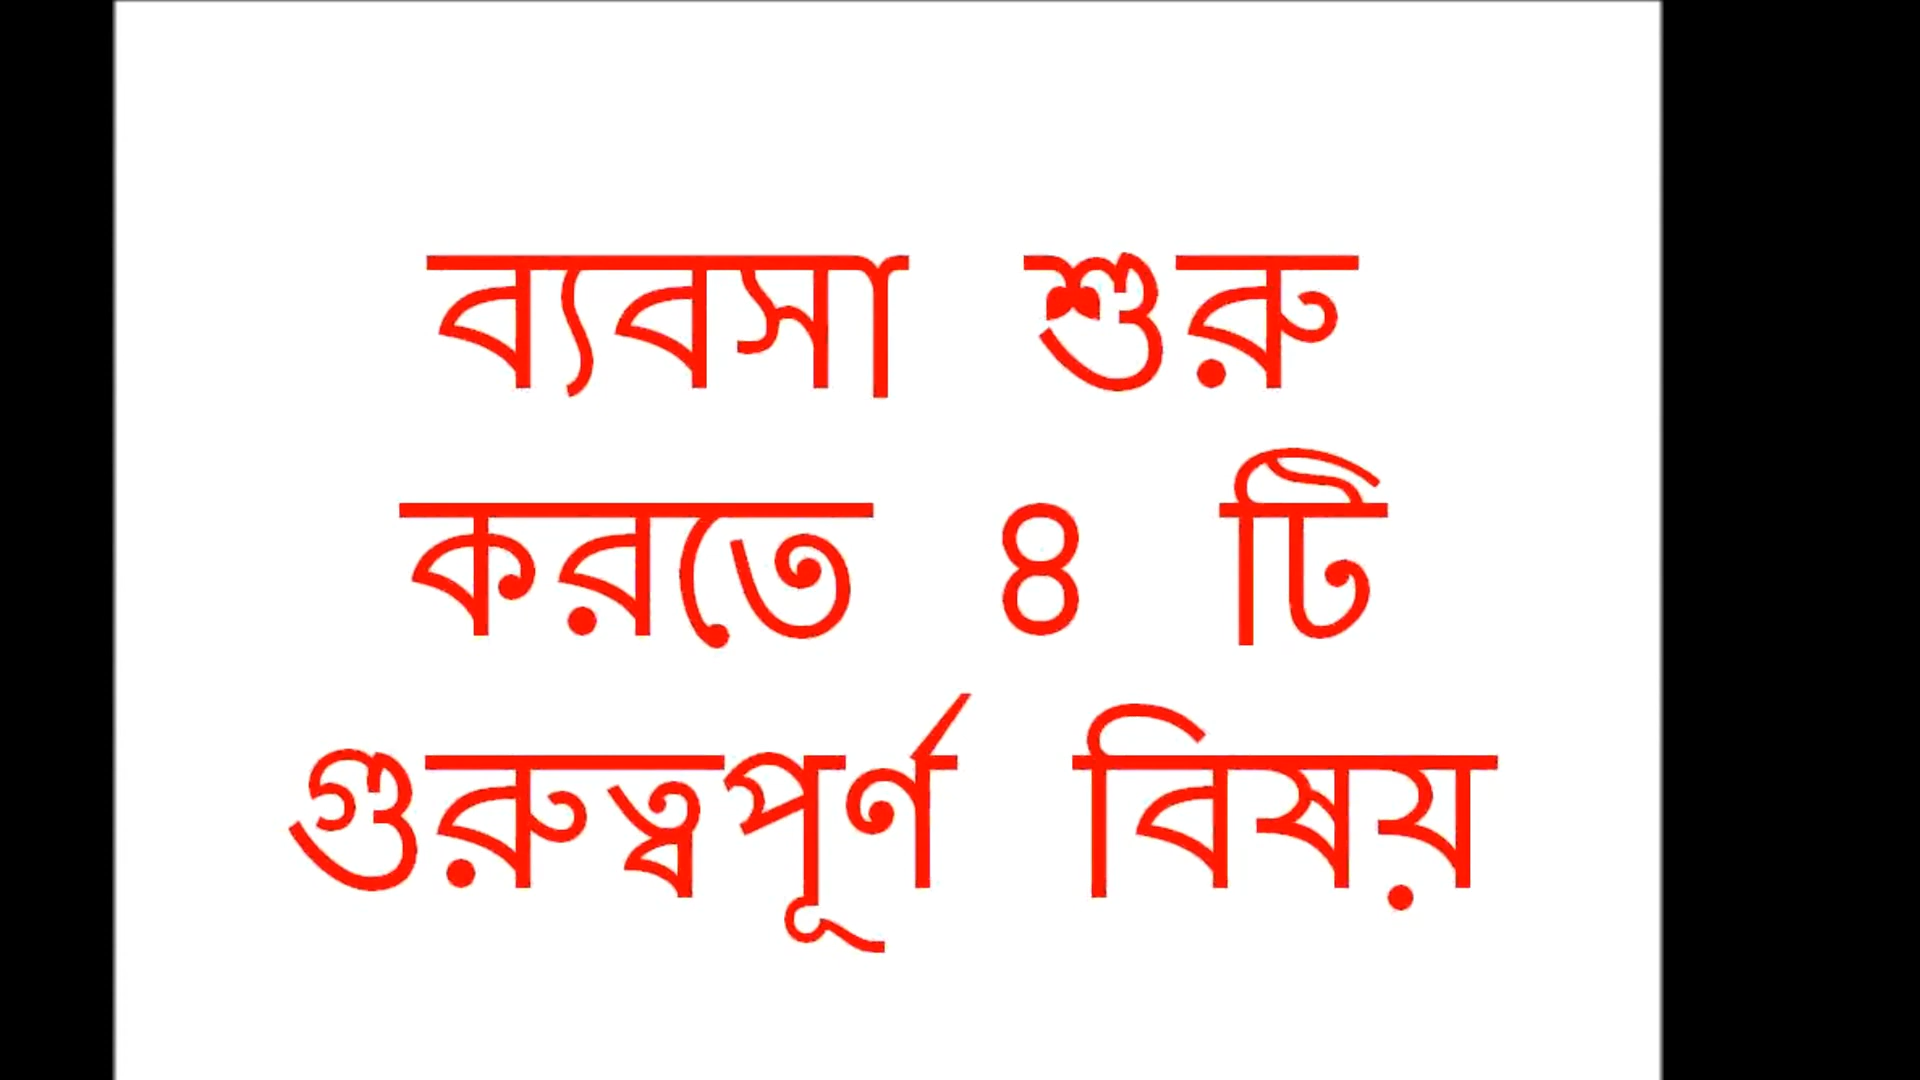 ব্যবসা শুরু
করতে ৪ টি
গুরুত্বপূর্ণ বিষয়